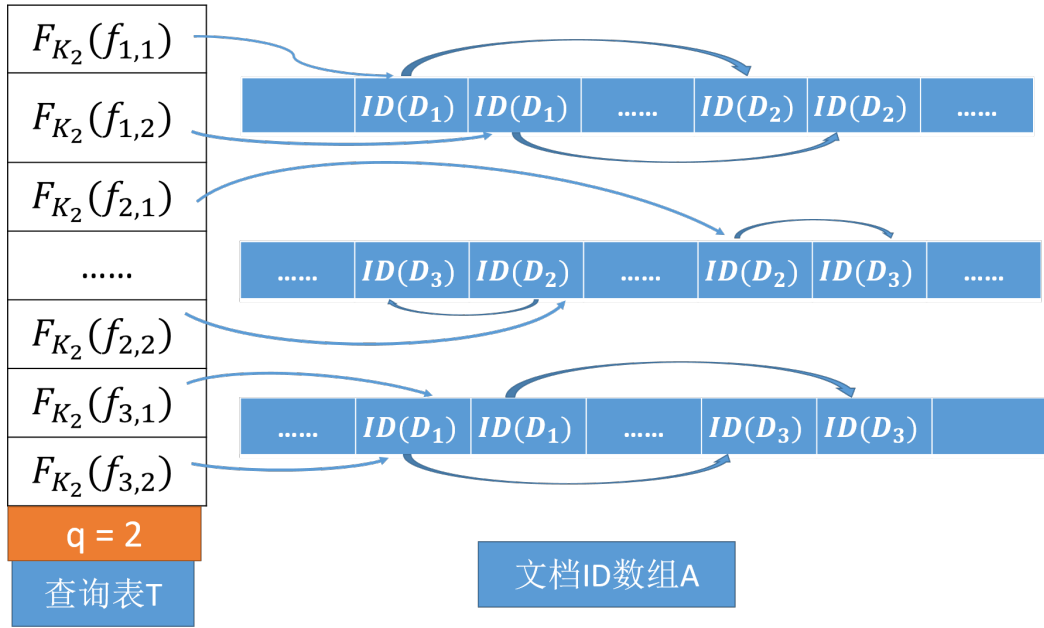 F_{K_2}(f_{1,1})
ID(D_1) ID(D_1) …… ID(D_2) ID(D_2) ……
F_{K_2}(f_{1,2})
F_{K_2}(f_{2,1})
……
…… ID(D_3) ID(D_2) …… ID(D_2) ID(D_3) ……
F_{K_2}(f_{2,2})
F_{K_2}(f_{3,1})
…… ID(D_1) ID(D_1) …… ID(D_3) ID(D_3)
F_{K_2}(f_{3,2})
q = 2
查询表T
文档ID数组A